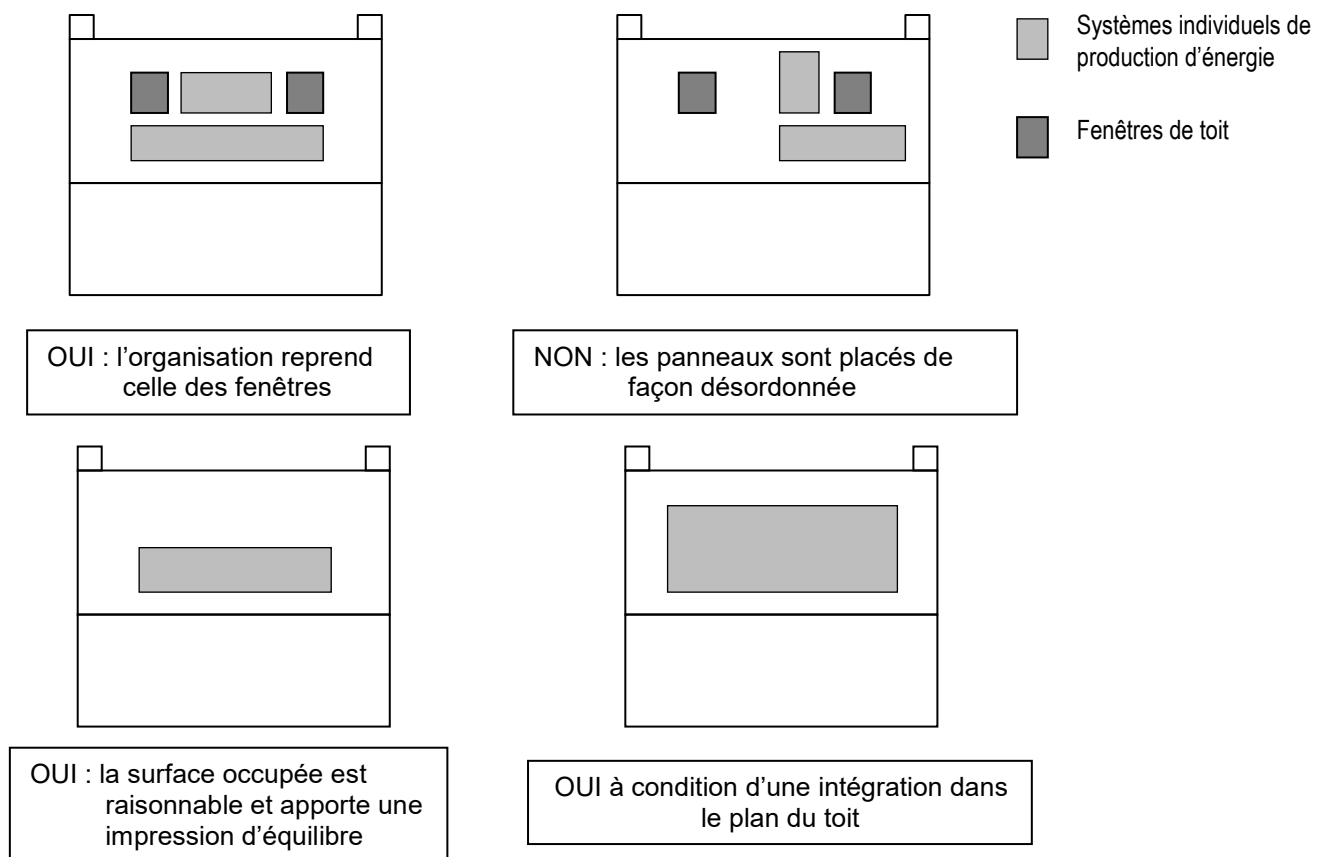 Systèmes individuels de
production d'énergie
Fenêtres de toit
OUI : l'organisation reprend
celle des fenêtres
NON : les panneaux sont placés de
façon désordonnée
OUI : la surface occupée est
raisonnable et apporte une
impression d'équilibre
OUI à condition d'une intégration dans
le plan du toit